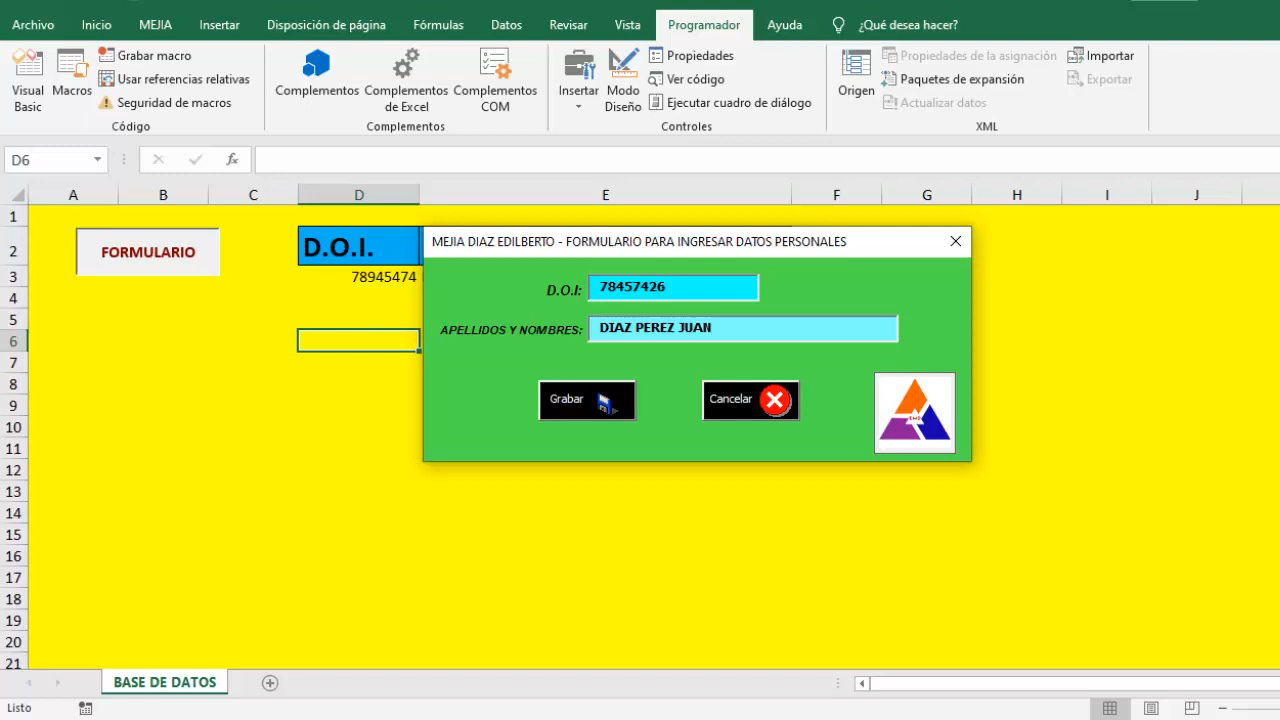 Archivo Inicio MEJIA Insertar Disposición de página Fórmulas Datos Revisar Vista Programador Ayuda ¿Qué desea hacer?
Visual Basic
Macros
Grabar macro
Usar referencias relativas
Seguridad de macros
Código
Complementos
Complementos de Excel
Complementos COM
Complementos
Insertar
Modo Diseño
Propiedades
Ver código
Ejecutar cuadro de diálogo
Controles
Origen
Propiedades de la asignación
Paquetes de expansión
Actualizar datos
Importar
Exportar
XML
D6
fx
A B C D E F G H I J
1
2
3
4
5
6
7
8
9
10
11
12
13
14
15
16
17
18
19
20
21
FORMULARIO
D.O.I.
78945474
MEJIA DIAZ EDILBERTO - FORMULARIO PARA INGRESAR DATOS PERSONALES
D.O.I: 78457426
APELLIDOS Y NOMBRES: DIAZ PEREZ JUAN
Grabar
Cancelar
BASE DE DATOS
Listo